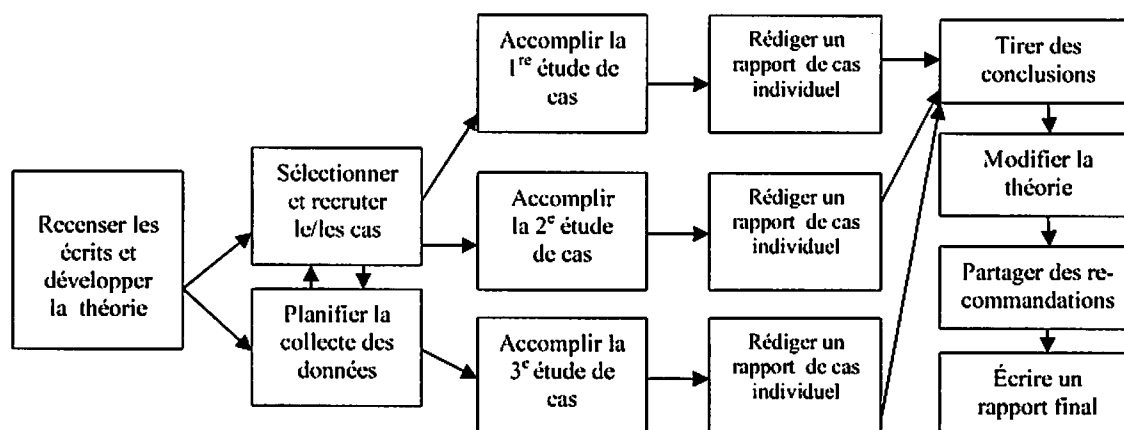 Recenser les
écrits et
développer
la théorie
Sélectionner
et recruter
le/les cas
Planifier la
collecte des
données
Accomplir la
1re étude de
cas
Accomplir
la 2e étude
de cas
Accomplir la
3e étude de
cas
Rédiger un
rapport de cas
individuel
Rédiger un
rapport de cas
individuel
Rédiger un
rapport de cas
individuel
Tirer des
conclusions
Modifier la
théorie
Partager des re-
commandations
Écrire un
rapport final